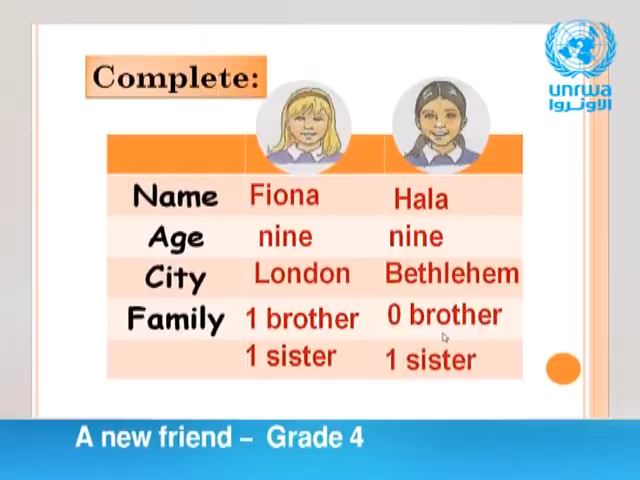 Complete:
unrwa
الأونروا
Name Fiona Hala
Age nine nine
City London Bethlehem
Family 1 brother 0 brother
1 sister 1 sister
A new friend – Grade 4